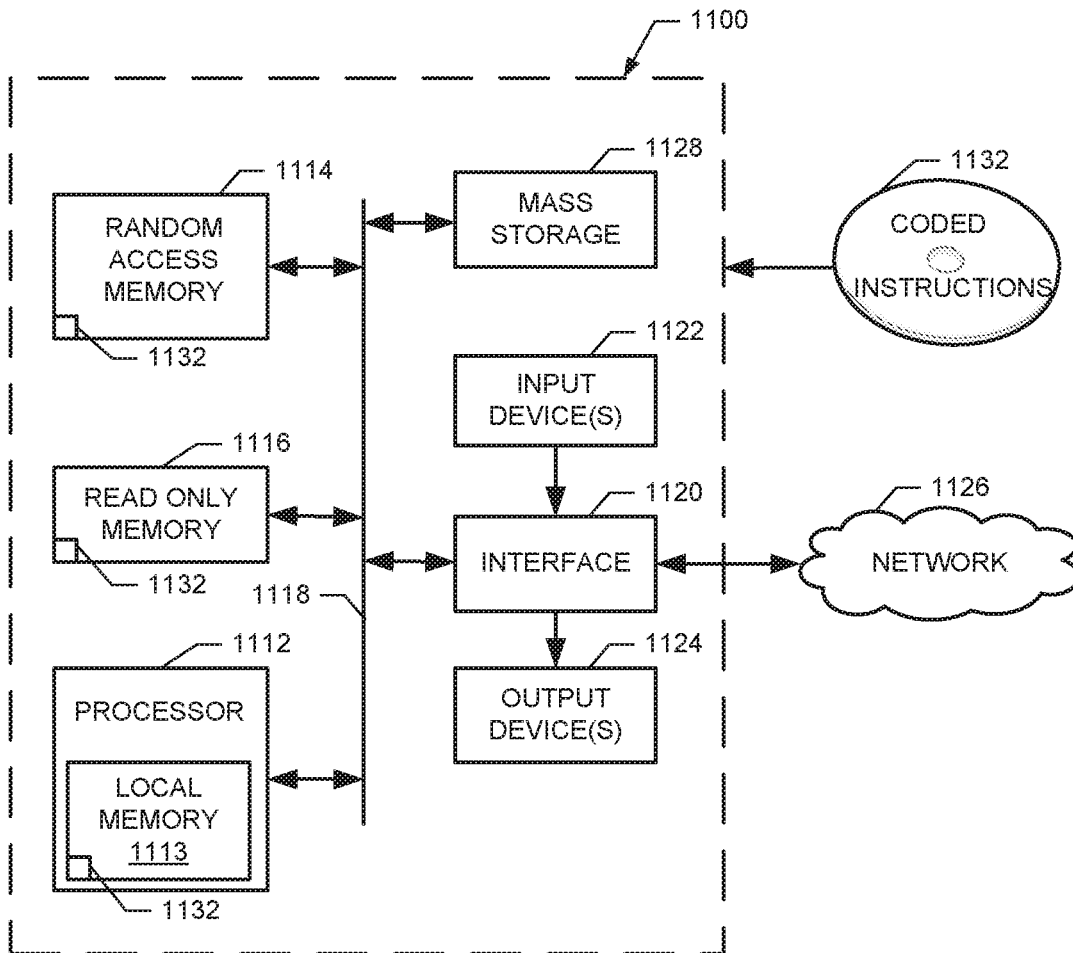 1100
1114
RANDOM
ACCESS
MEMORY
1132
1128
MASS
STORAGE
1132
CODED
INSTRUCTIONS
1122
INPUT
DEVICE(S)
1116
READ ONLY
MEMORY
1132
1120
INTERFACE
1126
NETWORK
1118
1112
PROCESSOR
LOCAL
MEMORY
1113
1132
1124
OUTPUT
DEVICE(S)